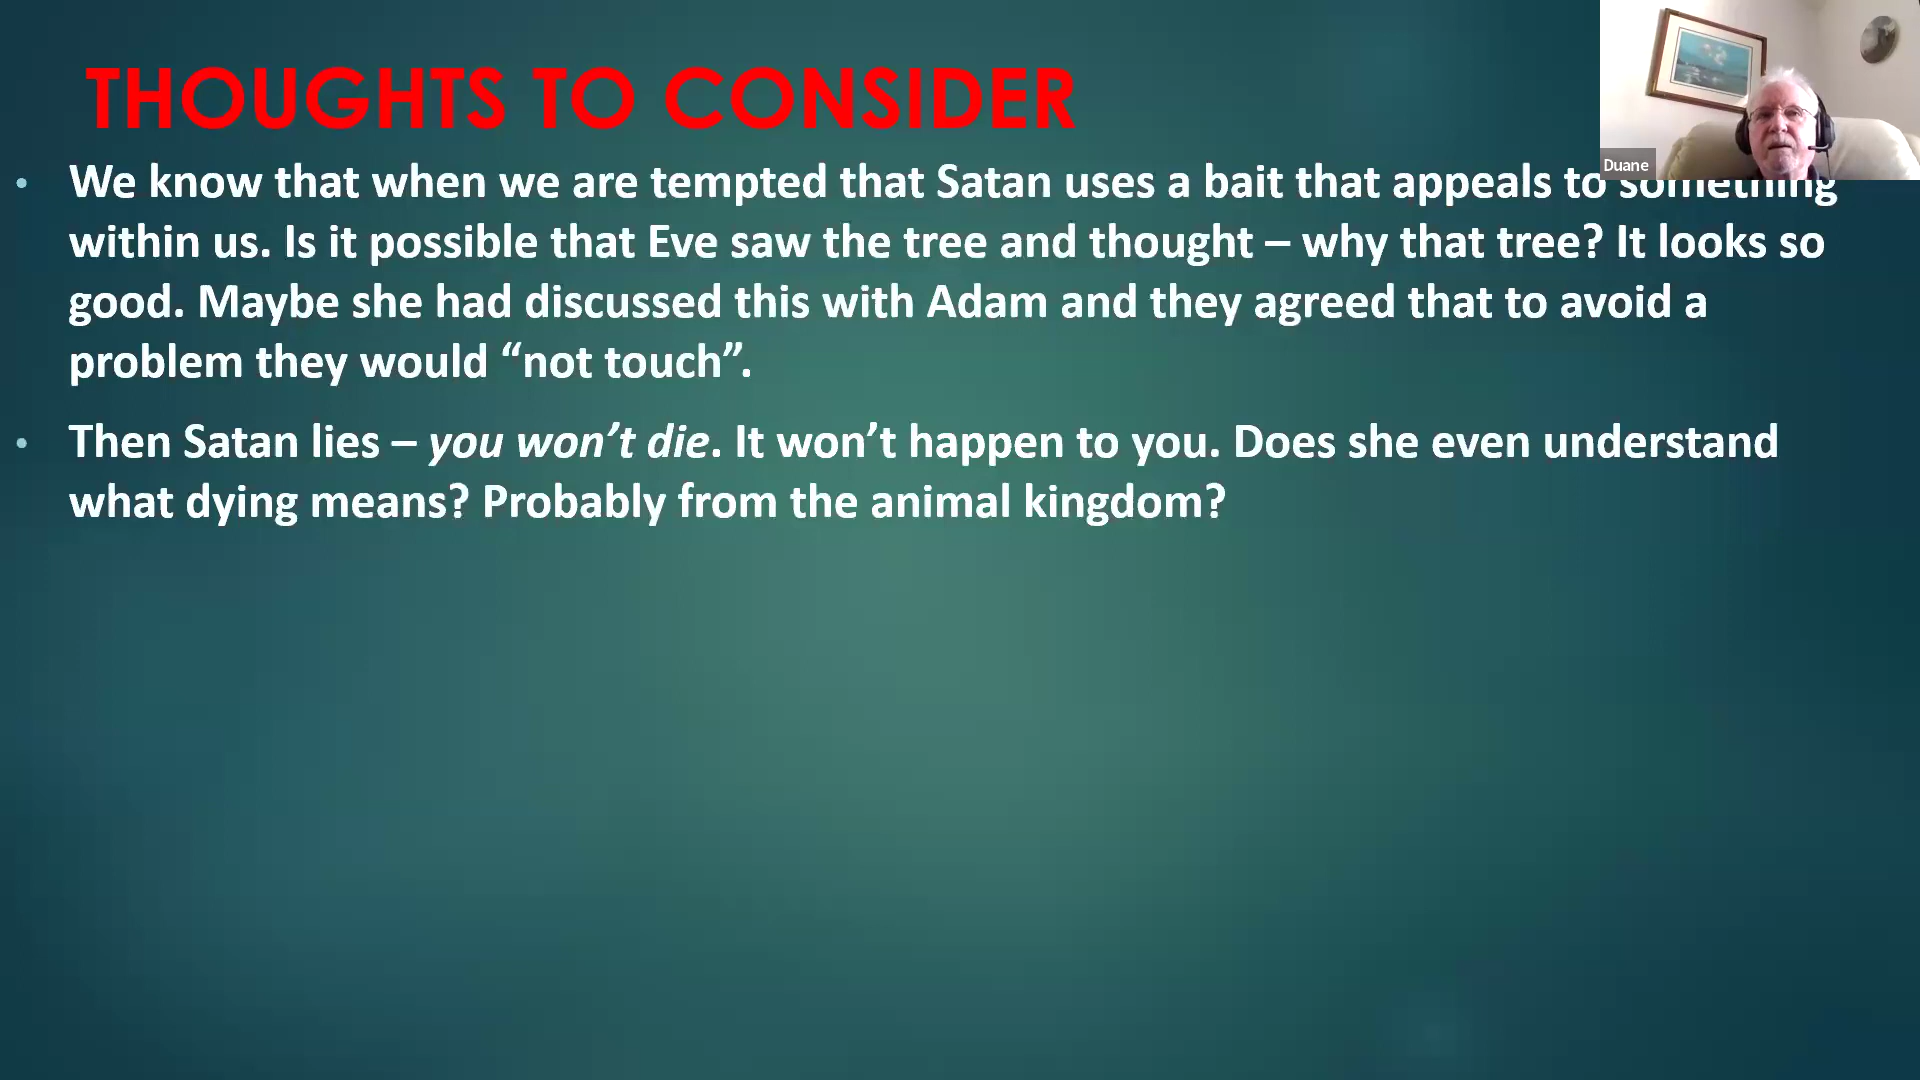 THOUGHTS TO CONSIDER
Duane
• We know that when we are tempted that Satan uses a bait that appeals to something
within us. Is it possible that Eve saw the tree and thought – why that tree? It looks so
good. Maybe she had discussed this with Adam and they agreed that to avoid a
problem they would “not touch”.
• Then Satan lies – you won’t die. It won’t happen to you. Does she even understand
what dying means? Probably from the animal kingdom?